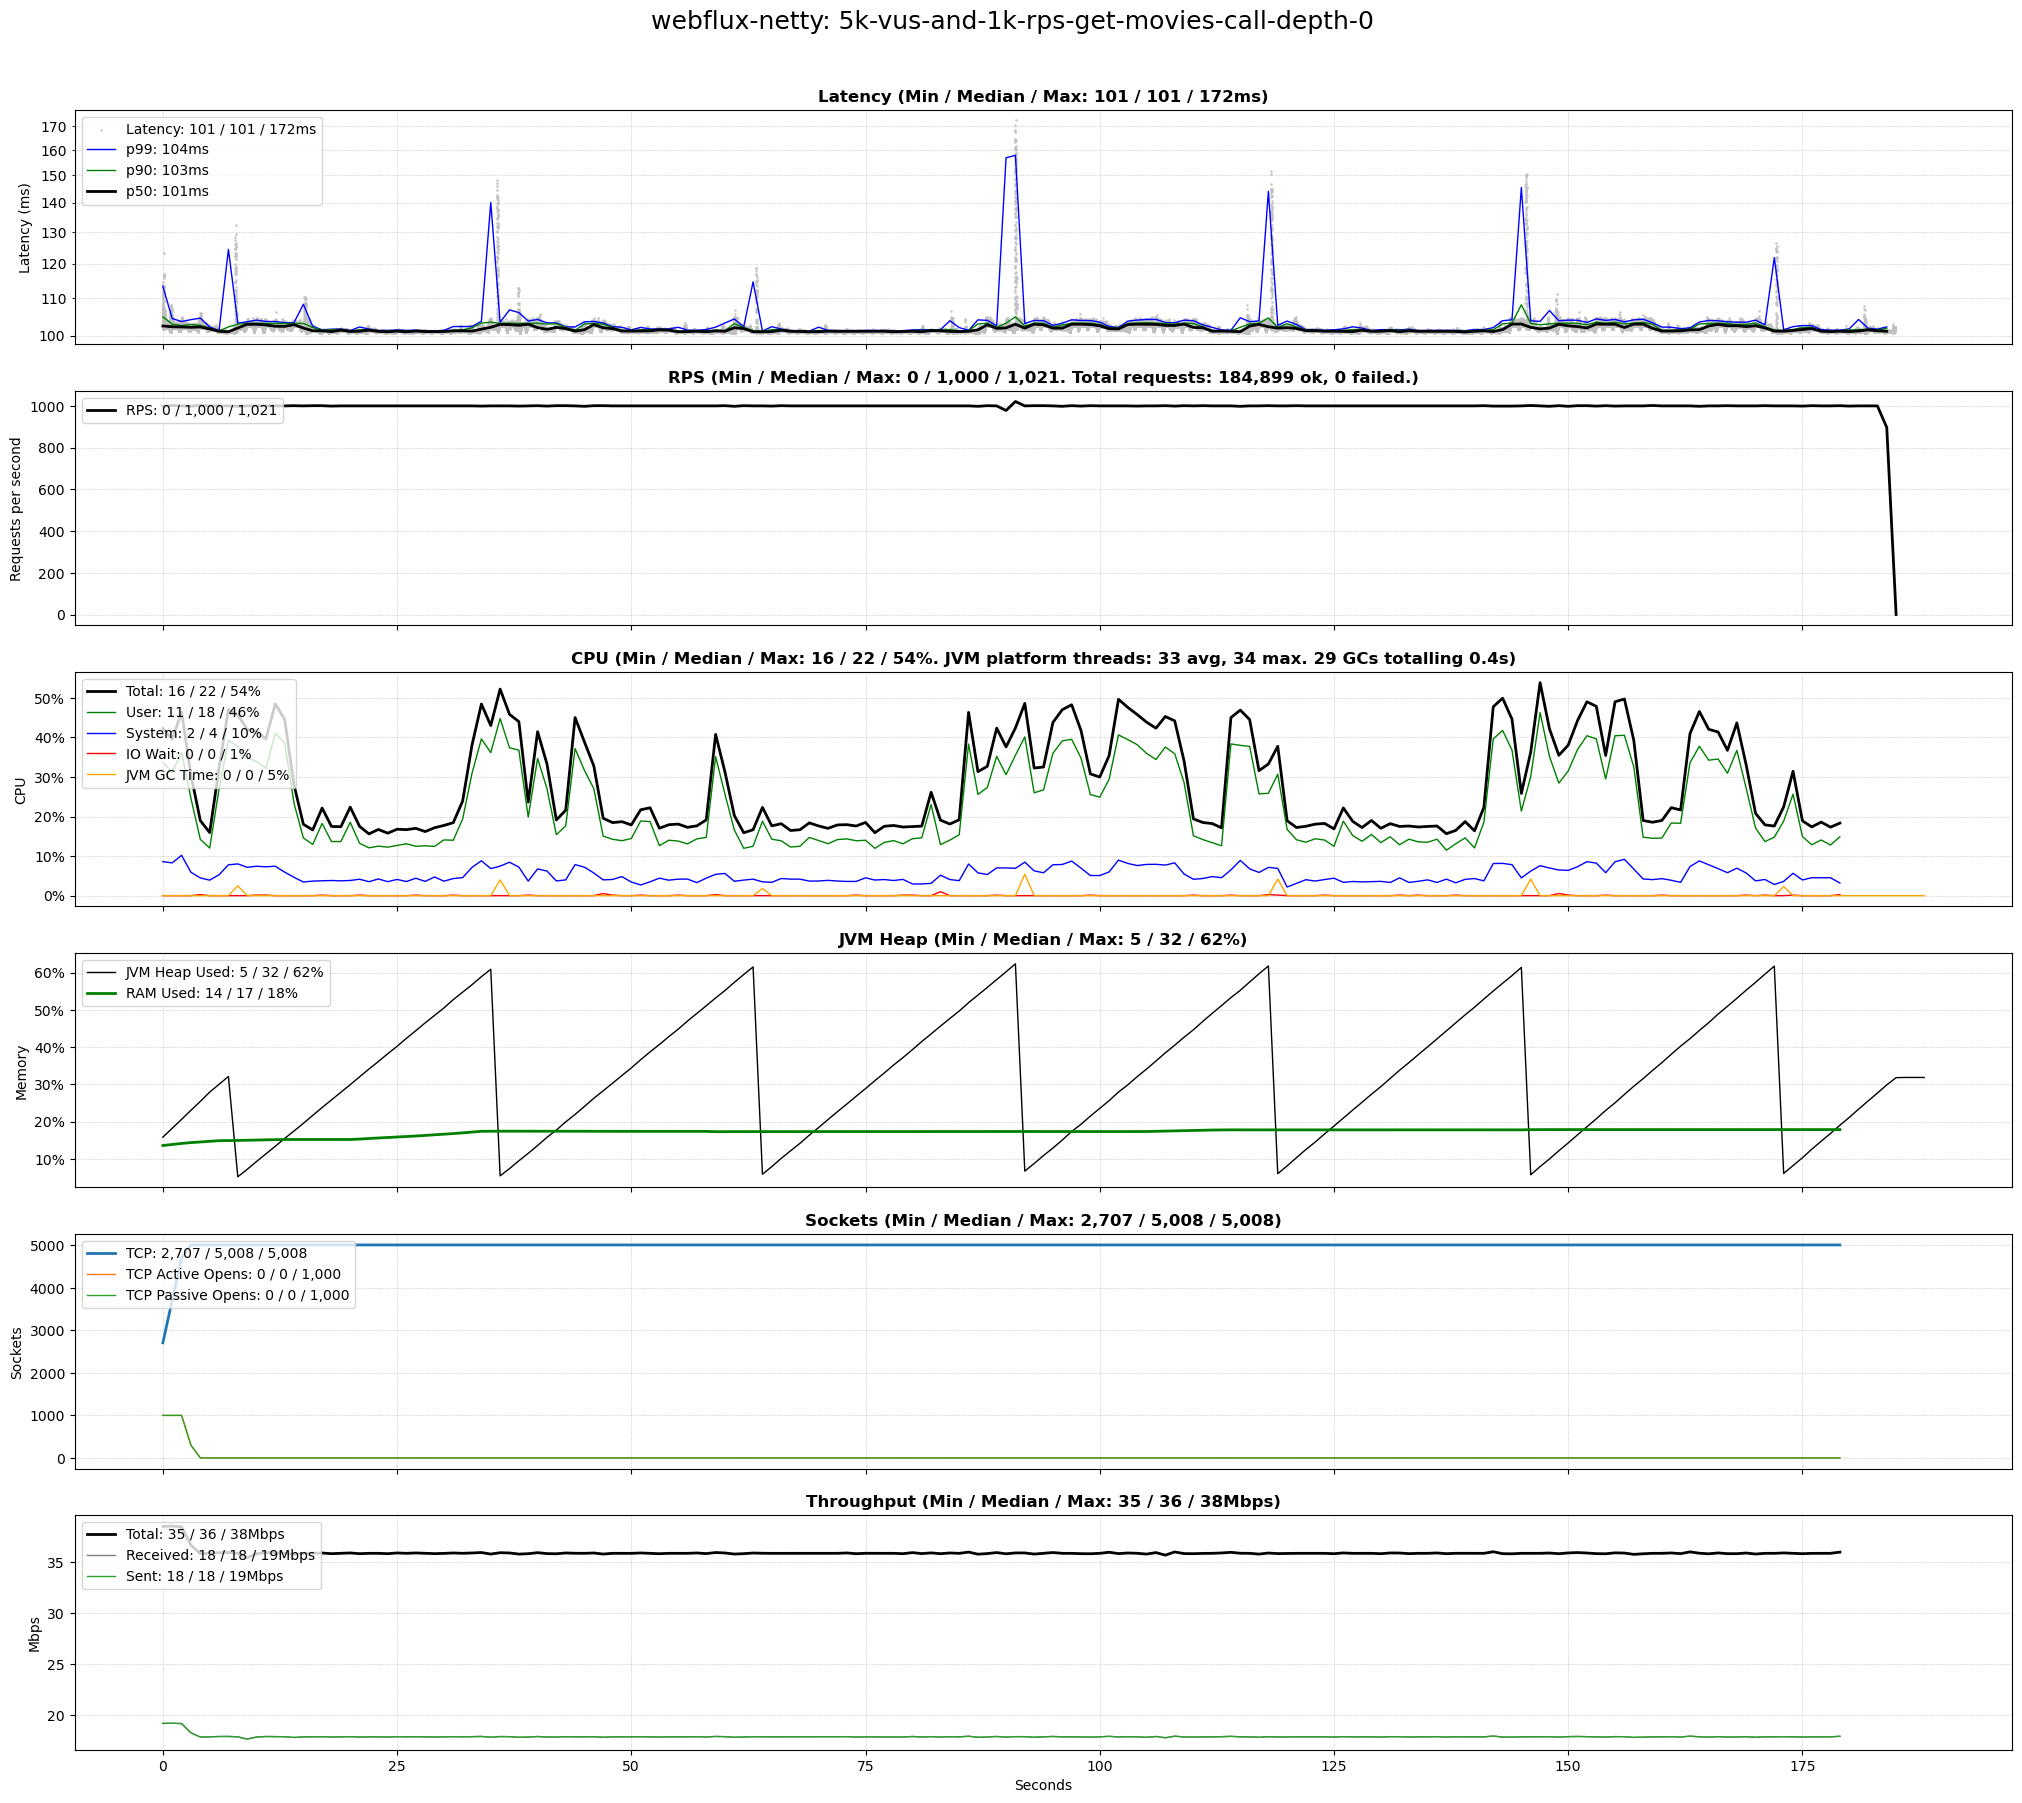 webflux-netty: 5k-vus-and-1k-rps-get-movies-call-depth-0
Latency (Min / Median / Max: 101 / 101 / 172ms)
Latency (ms)
170
160
150
140
130
120
110
100
Latency: 101 / 101 / 172ms
p99: 104ms
p90: 103ms
p50: 101ms
RPS (Min / Median / Max: 0 / 1,000 / 1,021. Total requests: 184,899 ok, 0 failed.)
Requests per second
1000
800
600
400
200
0
RPS: 0 / 1,000 / 1,021
CPU (Min / Median / Max: 16 / 22 / 54%. JVM platform threads: 33 avg, 34 max. 29 GCs totalling 0.4s)
CPU
50%
40%
30%
20%
10%
0%
Total: 16 / 22 / 54%
User: 11 / 18 / 46%
System: 2 / 4 / 10%
IO Wait: 0 / 0 / 1%
JVM GC Time: 0 / 0 / 5%
JVM Heap (Min / Median / Max: 5 / 32 / 62%)
Memory
60%
50%
40%
30%
20%
10%
JVM Heap Used: 5 / 32 / 62%
RAM Used: 14 / 17 / 18%
Sockets (Min / Median / Max: 2,707 / 5,008 / 5,008)
Sockets
5000
4000
3000
2000
1000
0
TCP: 2,707 / 5,008 / 5,008
TCP Active Opens: 0 / 0 / 1,000
TCP Passive Opens: 0 / 0 / 1,000
Throughput (Min / Median / Max: 35 / 36 / 38Mbps)
Mbps
35
30
25
20
Total: 35 / 36 / 38Mbps
Received: 18 / 18 / 19Mbps
Sent: 18 / 18 / 19Mbps
0 25 50 75 100 125 150 175
Seconds